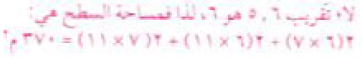 لا؛ تقريب ٦,٥ هو ٦، لذا فمساحة السطح هي:
٢(٦ × ٧) + ٢(٦ × ١١) + ٢(٧ × ١١) = ٣٧٠ م٢